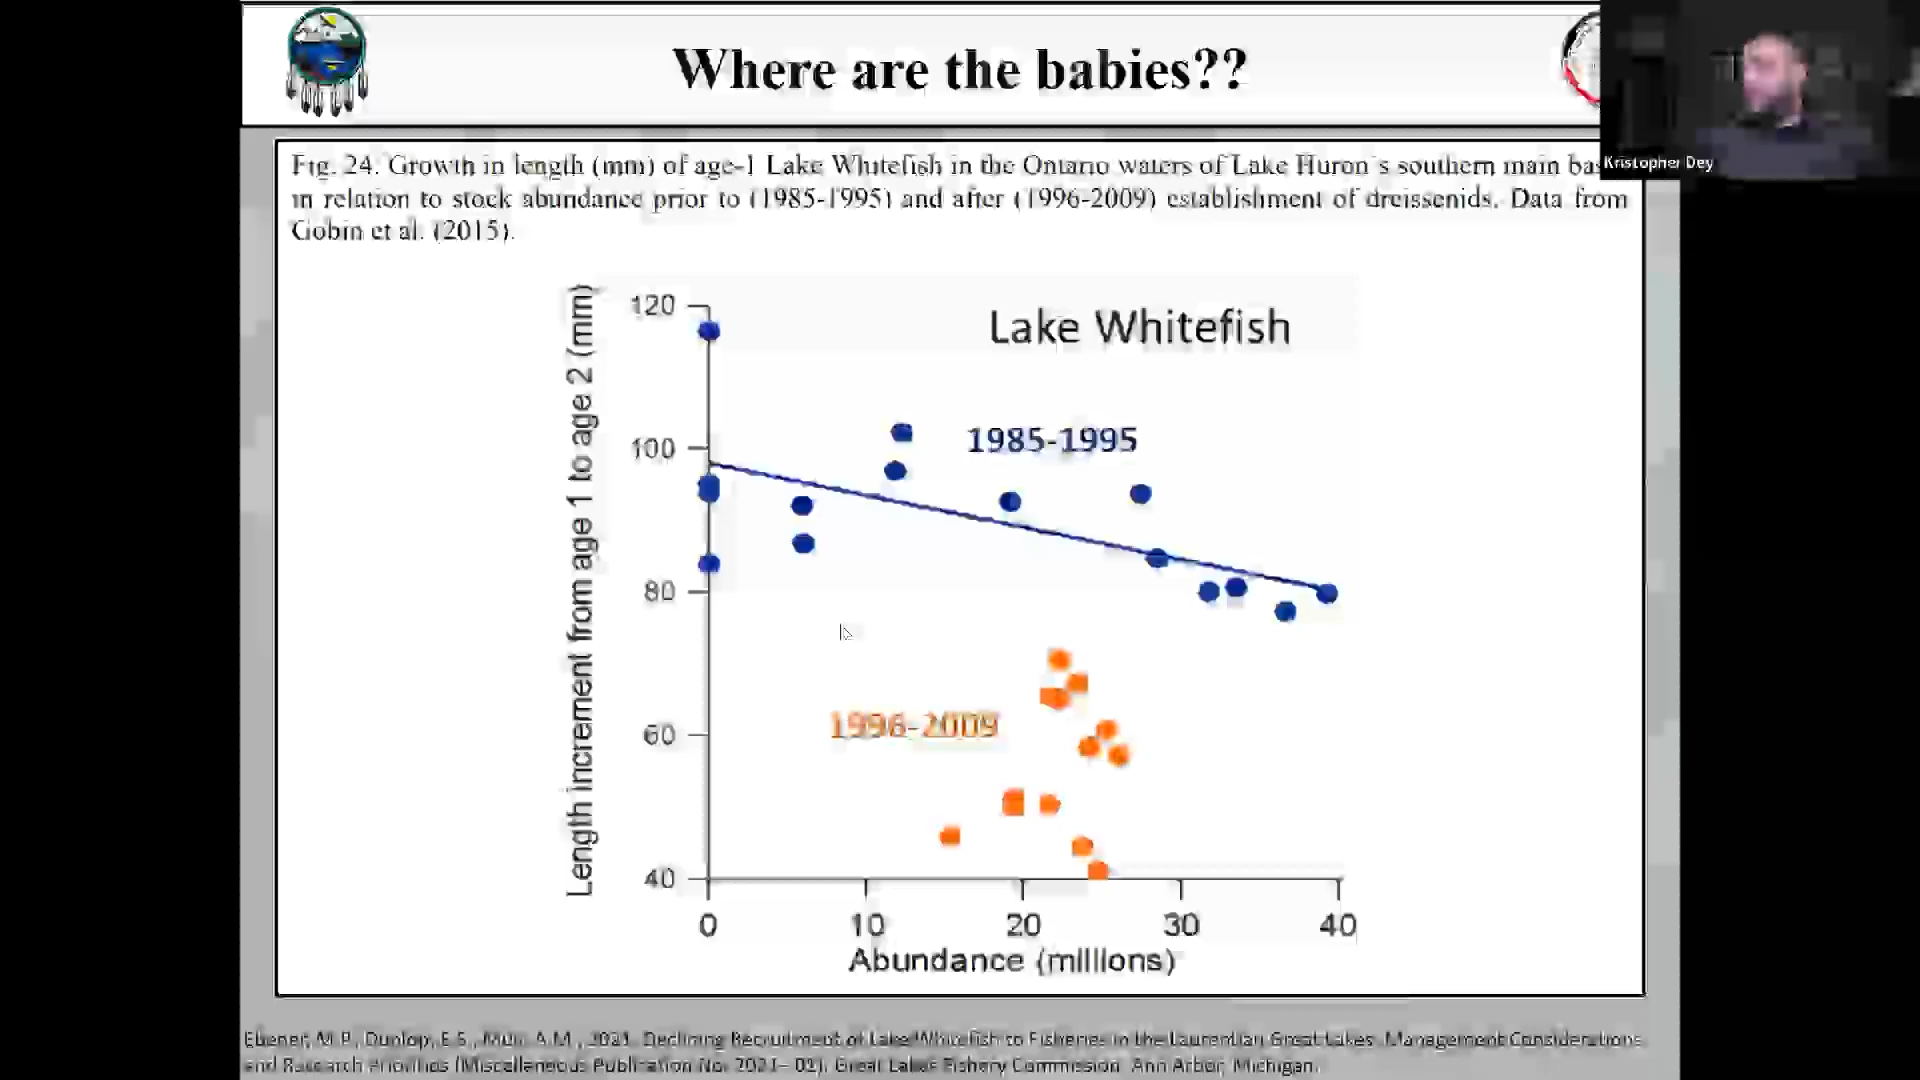 Where are the babies??
Kristopher Dey
Fig. 24. Growth in length (mm) of age-1 Lake Whitefish in the Ontario waters of Lake Huron's southern main
in relation to stock abundance prior to (1985-1995) and after (1996-2009) establishment of dreissenids. Data from
Gobin et al. (2015).
Length increment from age 1 to age 2 (mm)
120
100
80
60
40
Lake Whitefish
1985-1995
1996-2009
0 10 20 30 40
Abundance (millions)
Ebener, M.P., Dunlop, E.S., A.M., 2021. Declining Recruitment of Lake Whitefish to Fisheries in the Laurentian Great Lakes: Management Considerations
and Research Priorities (Miscellaneous Publication No. 2021-01). Great Lakes Fishery Commission, Ann Arbor, Michigan.